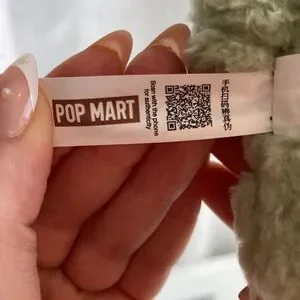 POP MART
Scan with the phone
for authenticity
手机扫码辨真伪